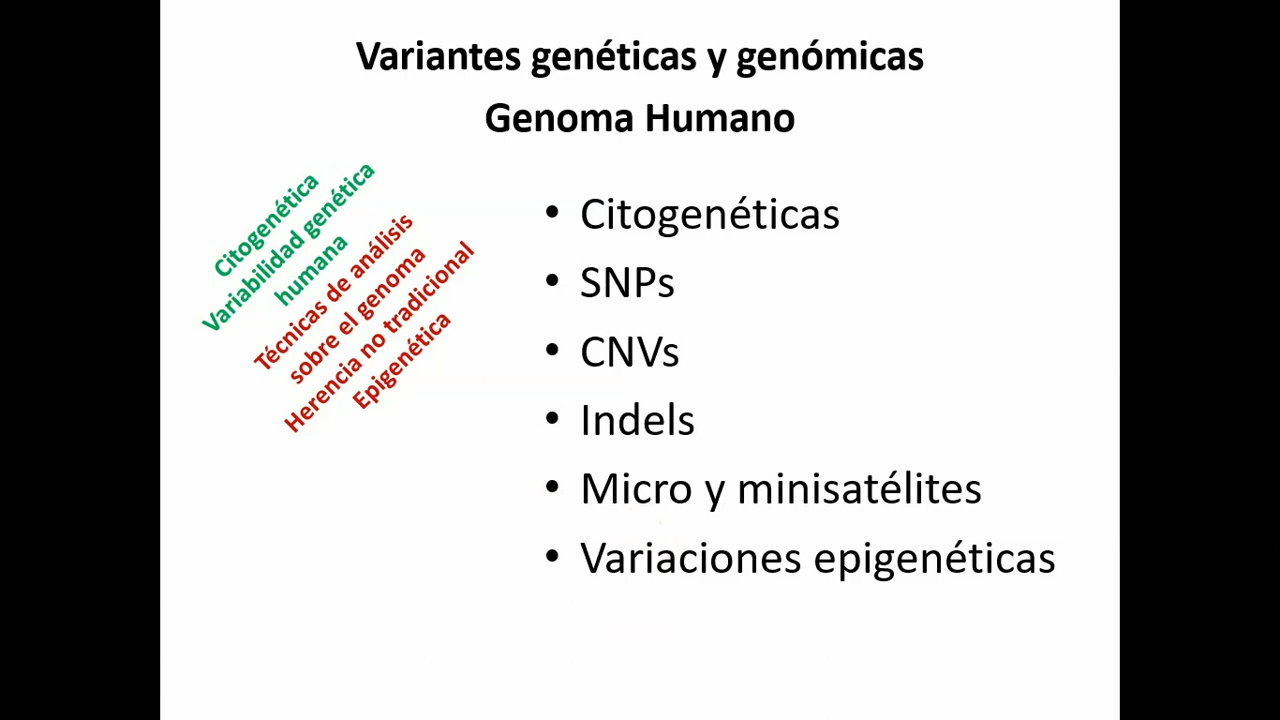 Variantes genéticas y genómicas
Genoma Humano
Citogenética
Variabilidad genética
humana
Técnicas de análisis
sobre el genoma
Herencia no tradicional
Epigenética
• Citogenéticas
• SNPs
• CNVs
• Indels
• Micro y minisatélites
• Variaciones epigenéticas